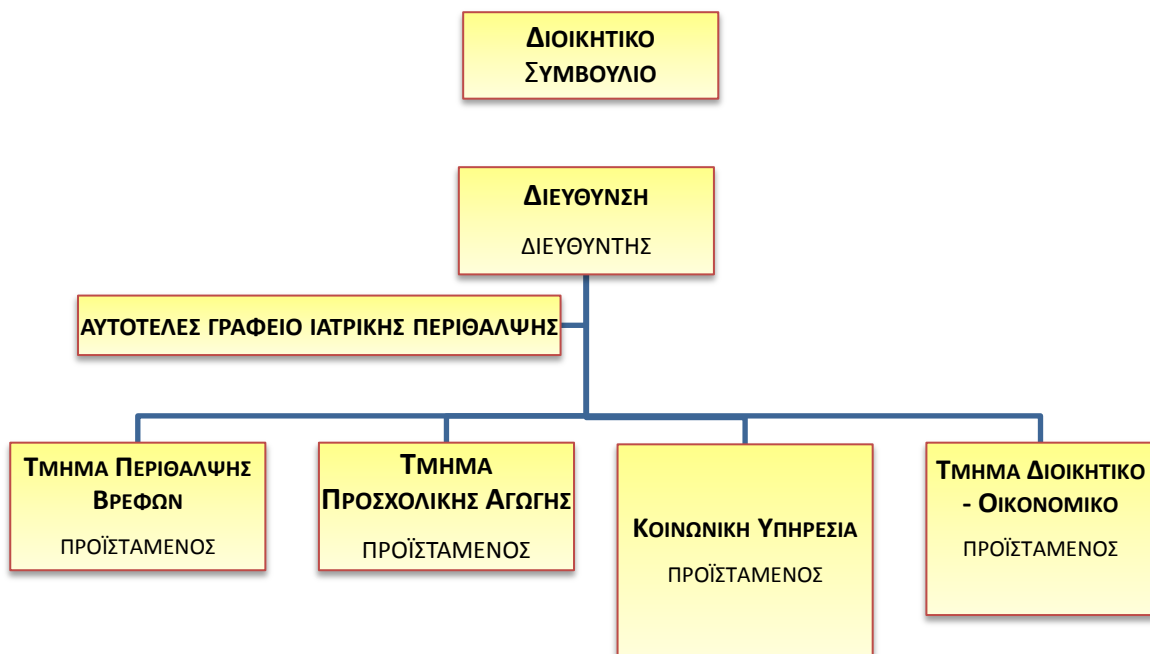 ΔΙΟΙΚΗΤΙΚΟ
ΣΥΜΒΟΥΛΙΟ
ΔΙΕΥΘΥΝΣΗ
ΔΙΕΥΘΥΝΤΗΣ
ΑΥΤΟΤΕΛΕΣ ΓΡΑΦΕΙΟ ΙΑΤΡΙΚΗΣ ΠΕΡΙΘΑΛΨΗΣ
ΤΜΗΜΑ ΠΕΡΙΘΑΛΨΗΣ
ΒΡΕΦΩΝ
ΠΡΟΪΣΤΑΜΕΝΟΣ
ΤΜΗΜΑ
ΠΡΟΣΧΟΛΙΚΗΣ ΑΓΩΓΗΣ
ΠΡΟΪΣΤΑΜΕΝΟΣ
ΚΟΙΝΩΝΙΚΗ ΥΠΗΡΕΣΙΑ
ΠΡΟΪΣΤΑΜΕΝΟΣ
ΤΜΗΜΑ ΔΙΟΙΚΗΤΙΚΟ
- ΟΙΚΟΝΟΜΙΚΟ
ΠΡΟΪΣΤΑΜΕΝΟΣ